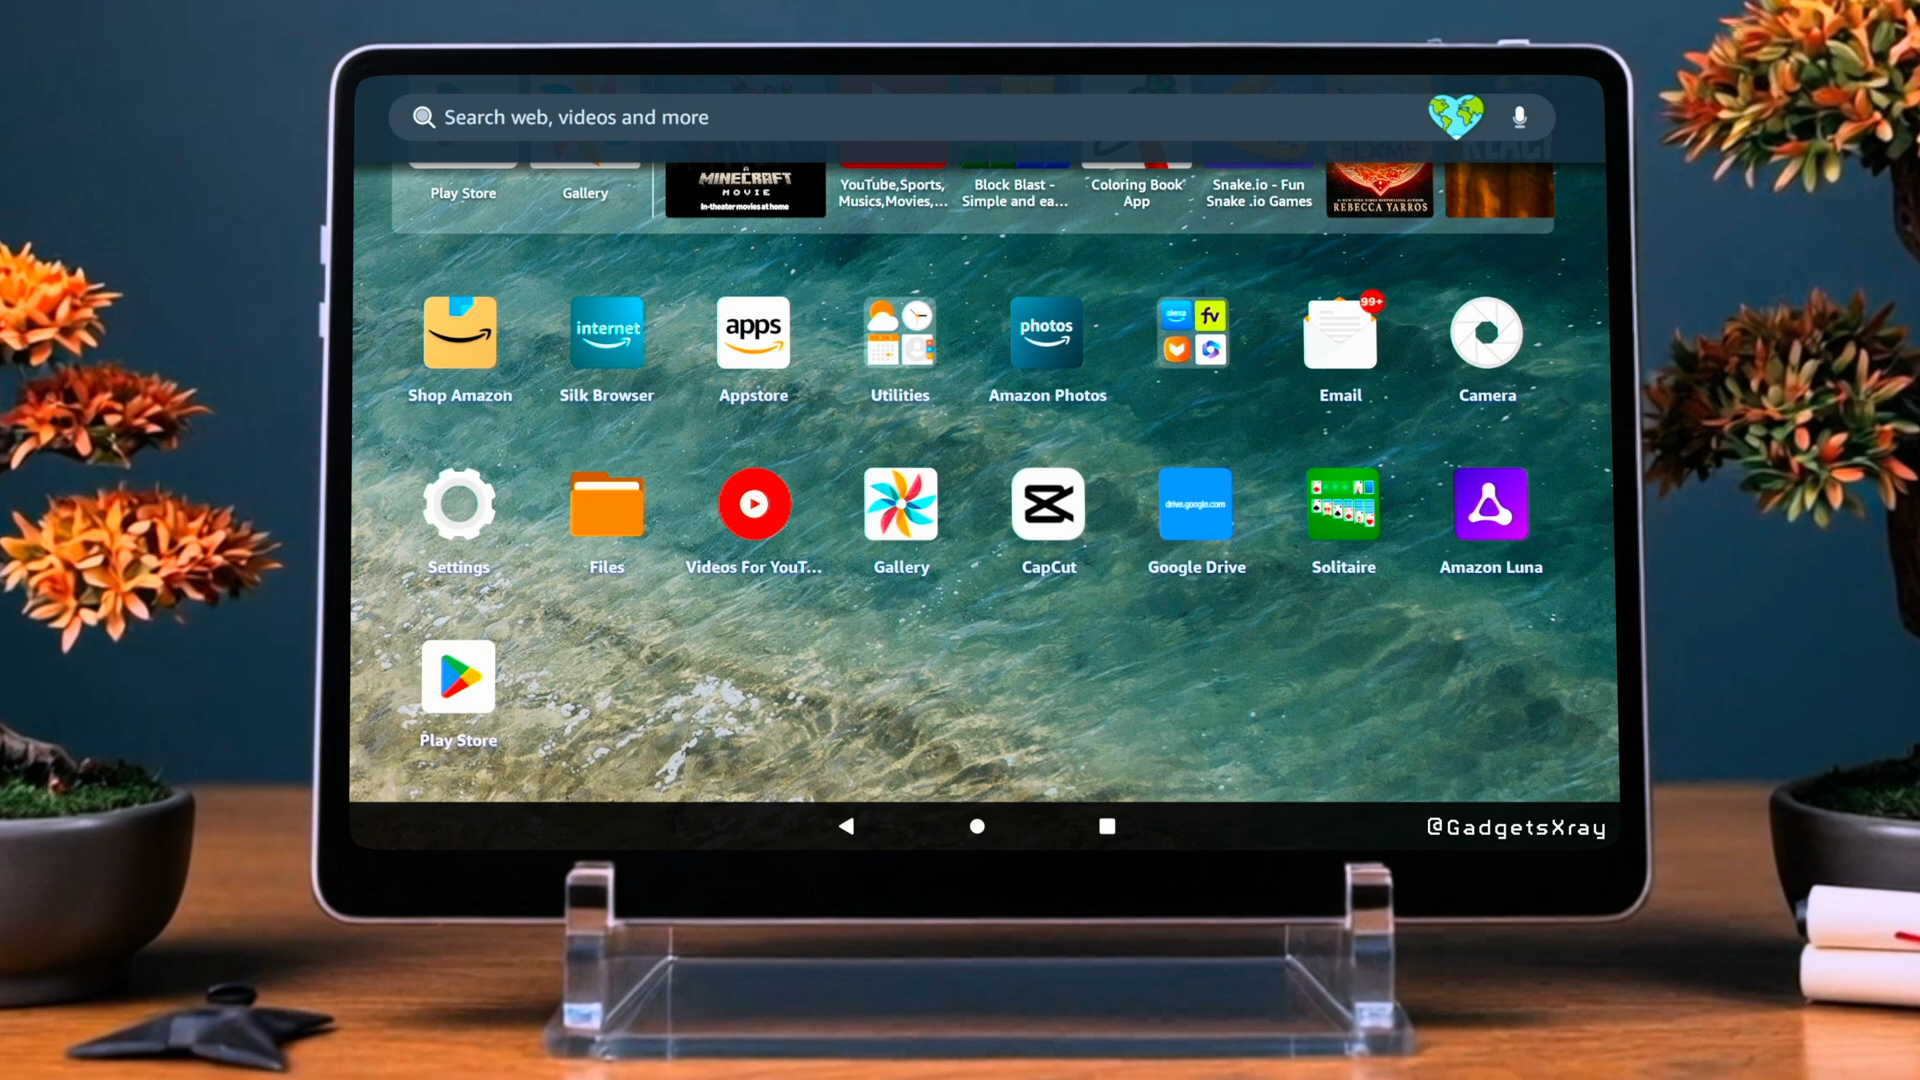 Search web, videos and more
Play Store
Gallery
A
MINECRAFT
MOVIE
In-theater movies at home
YouTube,Sports,
Musics,Movies,...
Block Blast -
Simple and ea...
Coloring Book
App
Snake.io - Fun
Snake .io Games
REBECCA YARROS
internet
apps
photos
alexa
fv
99+
Shop Amazon
Silk Browser
Appstore
Utilities
Amazon Photos
Email
Camera
drive.google.com
Settings
Files
Videos For YouT...
Gallery
CapCut
Google Drive
Solitaire
Amazon Luna
Play Store
@GadgetsXray